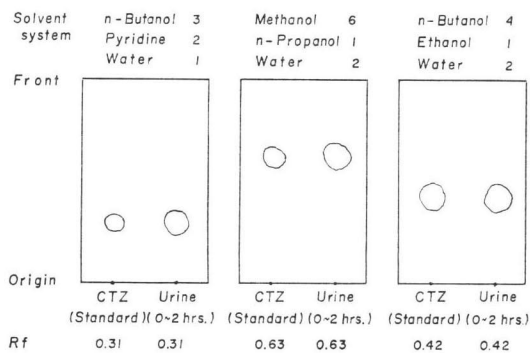 Solvent system n-Butanol 3 Methanol 6 n-Butanol 4
Pyridine 2 n-Propanol 1 Ethanol 1
Water 1 Water 2 Water 2
Front
Origin
CTZ Urine CTZ Urine CTZ Urine
(Standard) (0~2 hrs.) (Standard) (0~2 hrs.) (Standard) (0~2 hrs.)
Rf 0.31 0.31 0.63 0.63 0.42 0.42